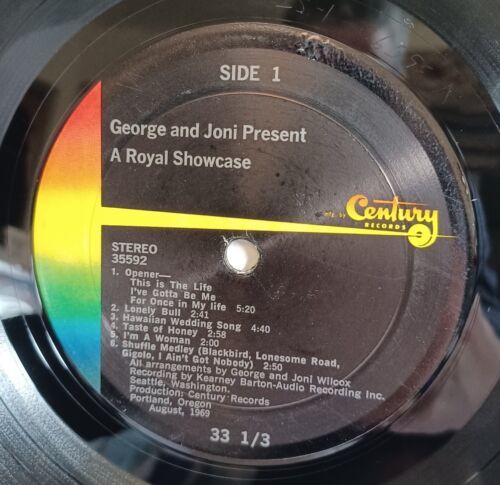 SIDE 1
George and Joni Present
A Royal Showcase
mfg. by Century
RECORDS
STEREO
35592
1. Opener—
This is The Life
I've Gotta Be Me
For Once in My life 5:20
2. Lonely Bull 2:41
3. Hawaiian Wedding Song 4:40
4. Taste of Honey 2:58
5. I'm A Woman 2:00
6. Shuffle Medley (Blackbird, Lonesome Road,
Gigolo, I Ain't Got Nobody) 2:50
All arrangements by George and Joni Wilcox
Recording by Kearney Barton-Audio Recording Inc.
Seattle, Washington.
Production: Century Records
Portland, Oregon
August, 1969
33 1/3